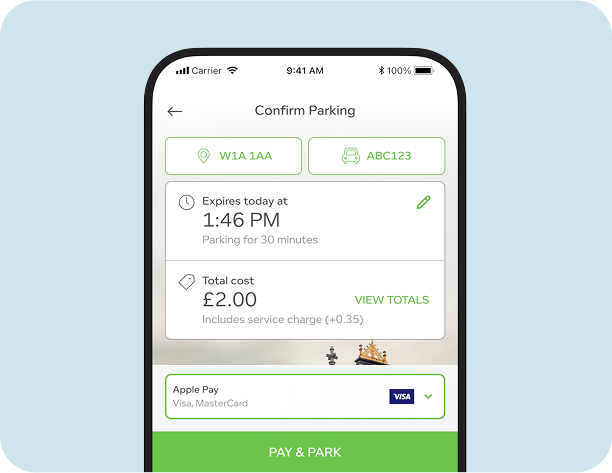 Carrier 9:41 AM 100%
Confirm Parking
W1A 1AA ABC123
Expires today at
1:46 PM
Parking for 30 minutes
Total cost
£2.00 VIEW TOTALS
Includes service charge (+0.35)
Apple Pay
Visa, MasterCard VISA
PAY & PARK